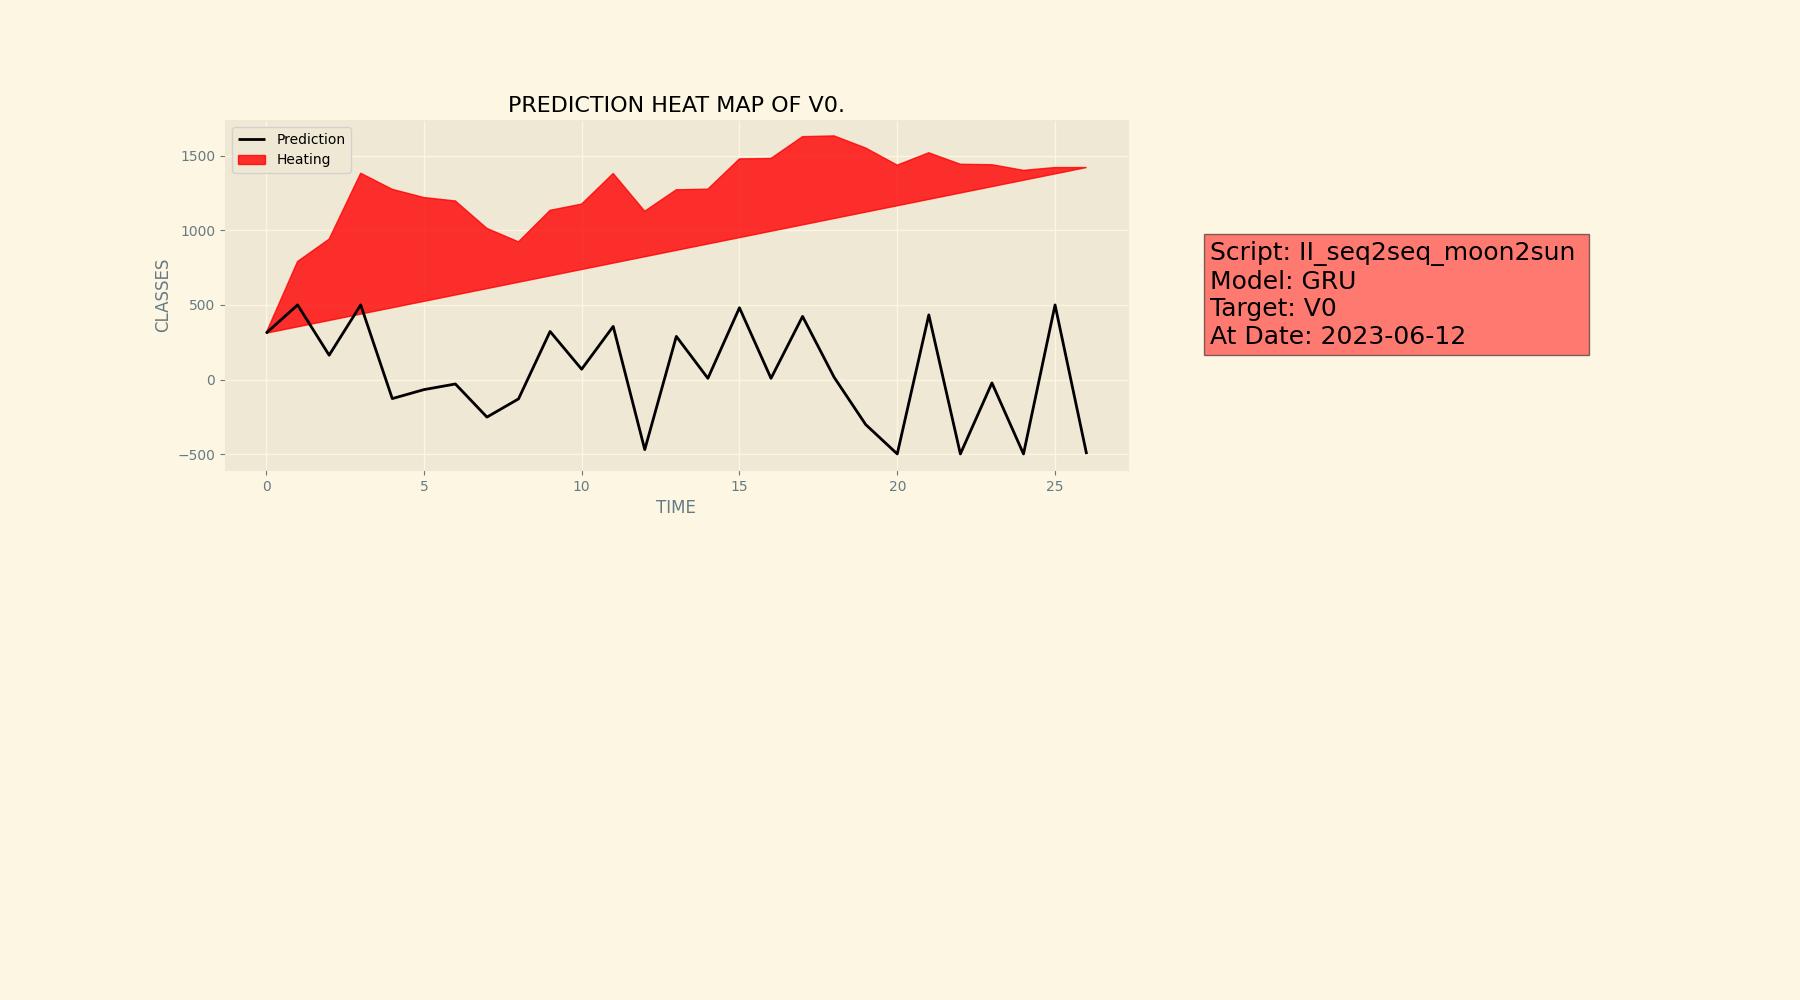 PREDICTION HEAT MAP OF V0.
Prediction
Heating
1500
1000
500
0
−500
CLASSES
0 5 10 15 20 25
TIME
Script: II_seq2seq_moon2sun
Model: GRU
Target: V0
At Date: 2023-06-12